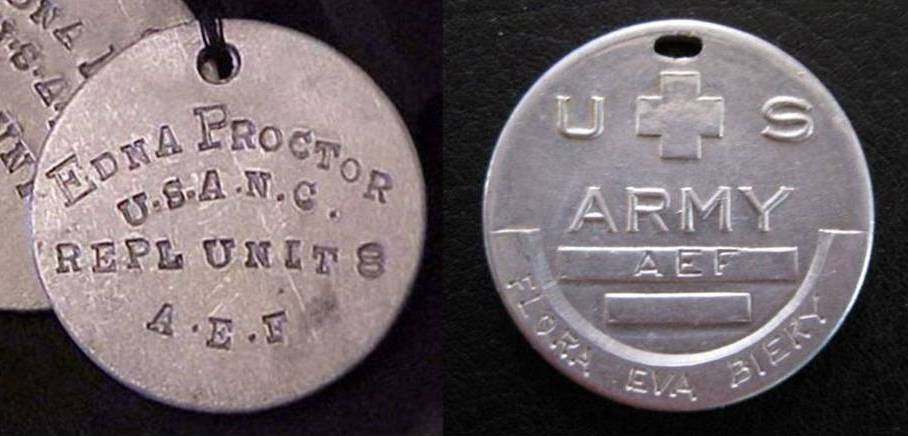 EDNA PROCTOR
U.S.A.N.C.
REPL UNIT 8
A.E.F
U S
ARMY
AEF
FLORA EVA BIEKY